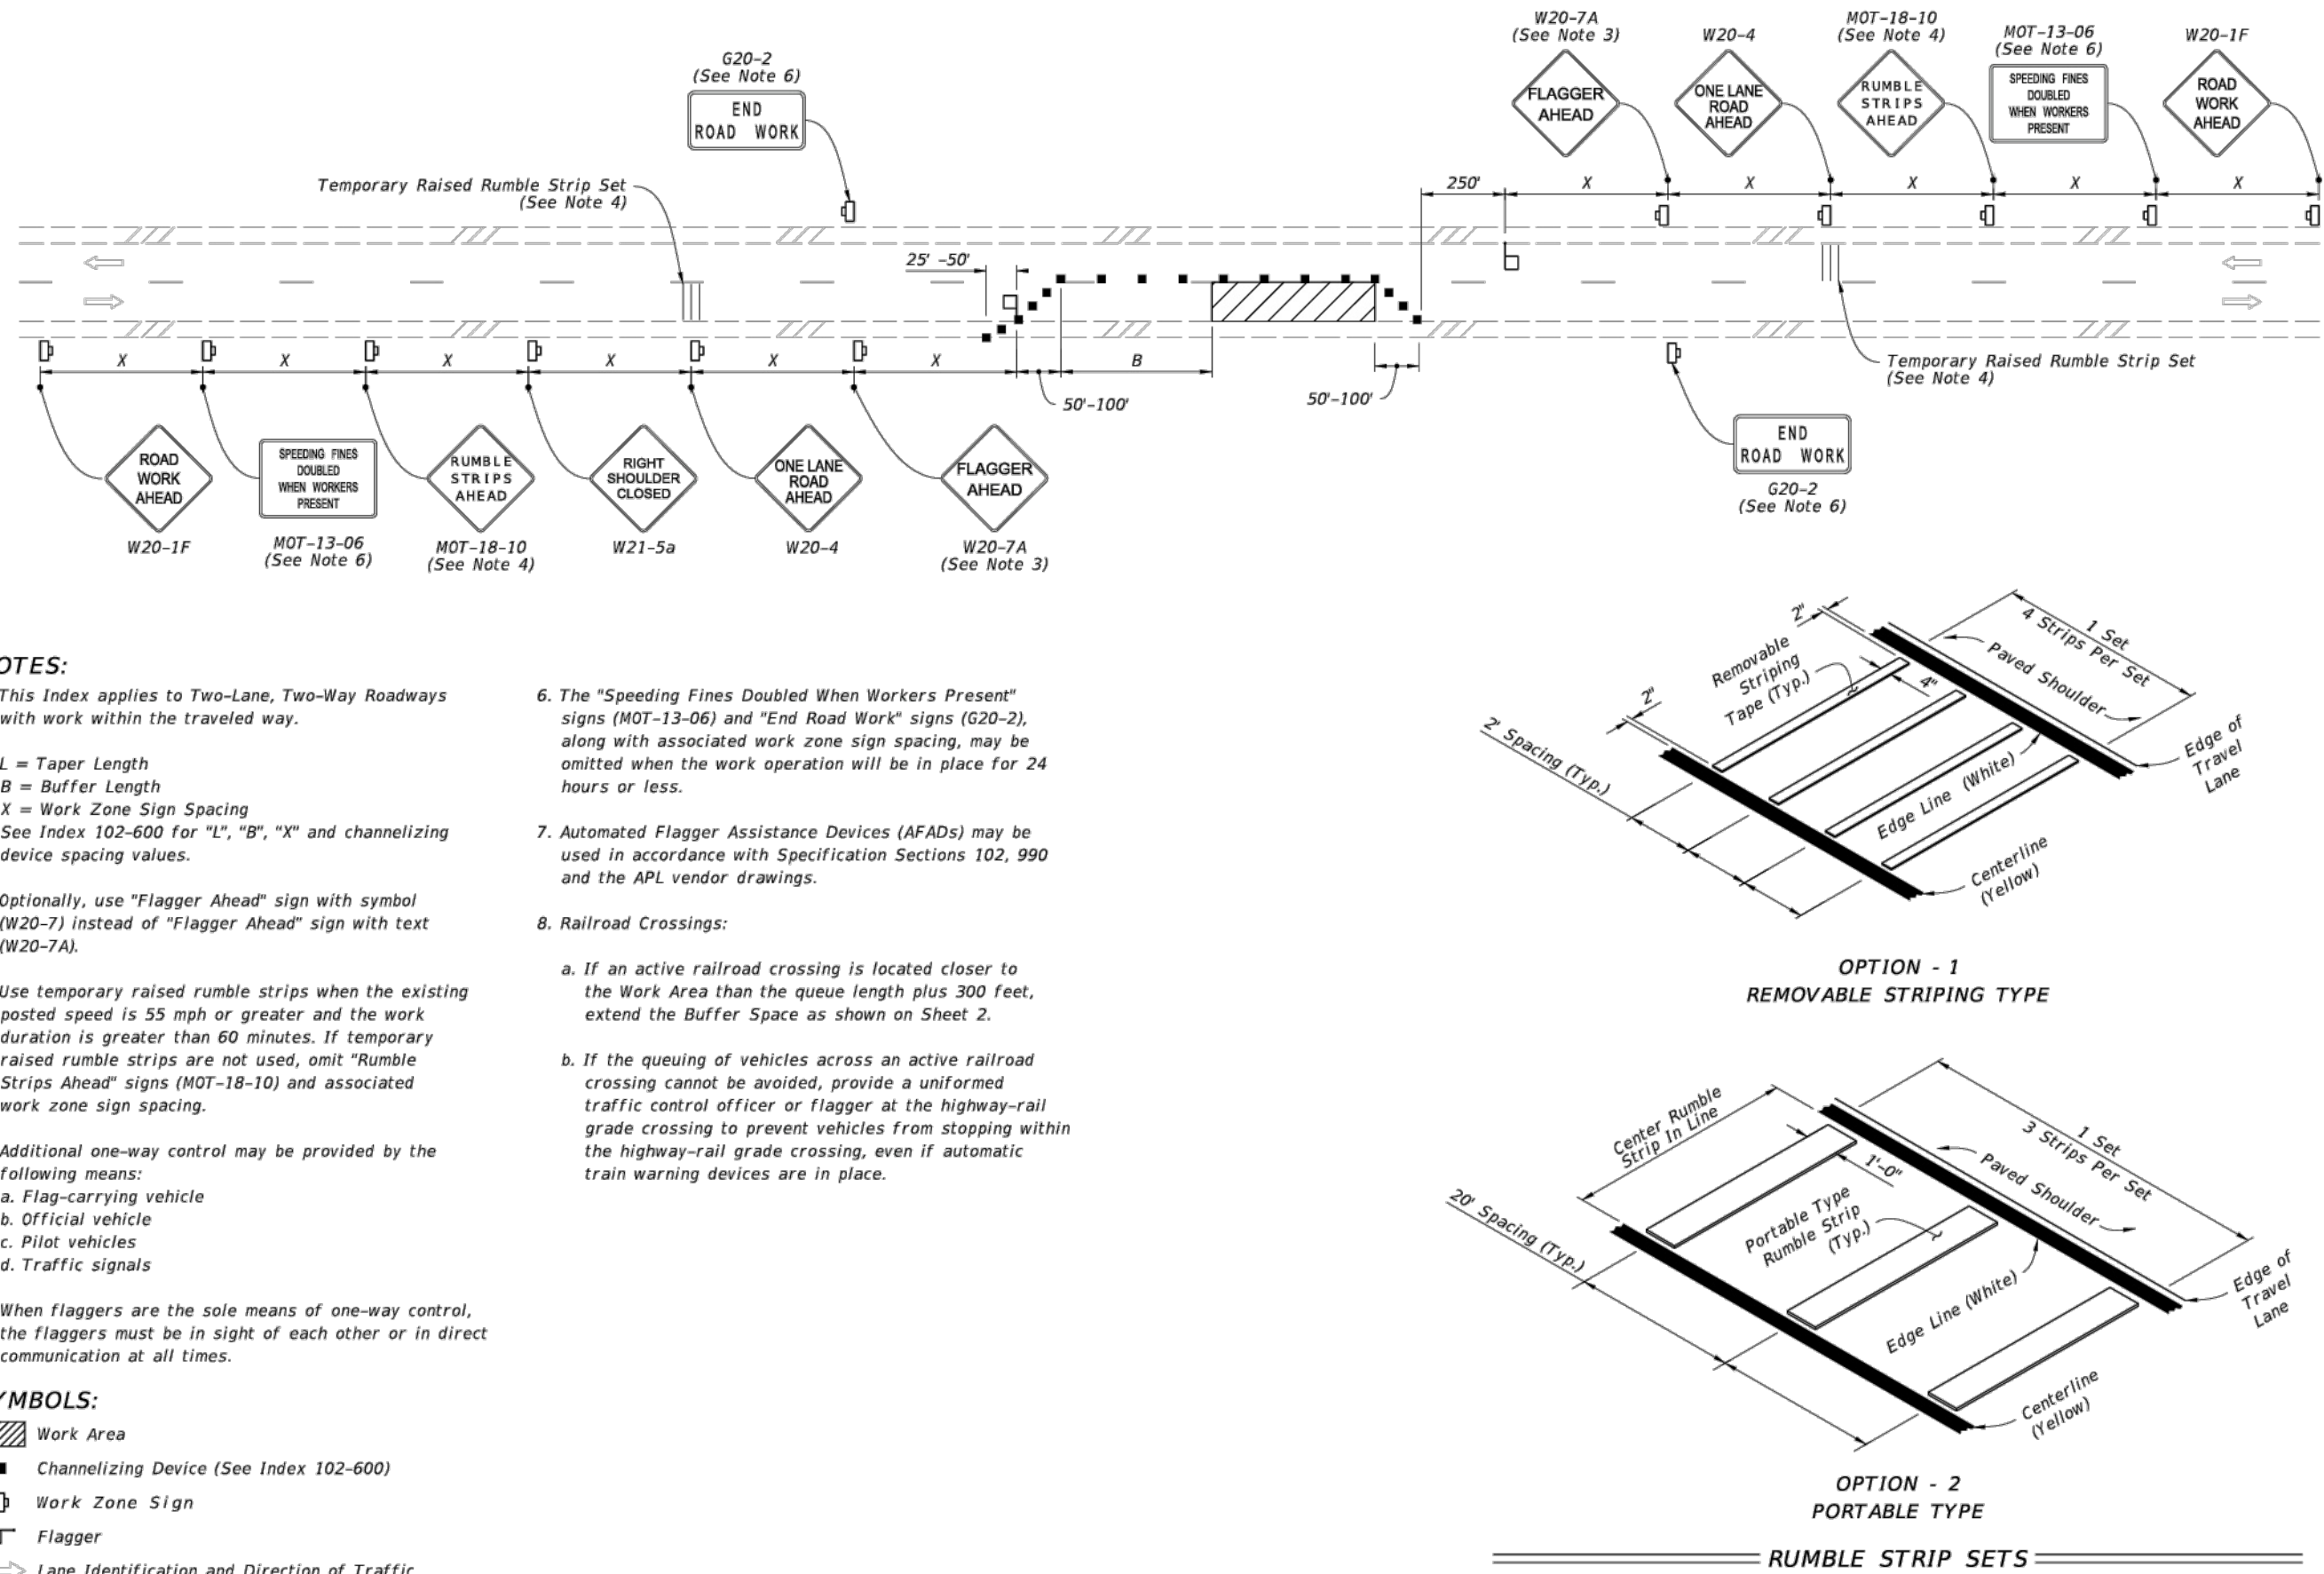 W20-7A
(See Note 3)
W20-4
MOT-18-10
(See Note 4)
MOT-13-06
(See Note 6)
W20-1F
FLAGGER
AHEAD
ONE LANE
ROAD
AHEAD
RUMBLE
STRIPS
AHEAD
SPEEDING FINES
DOUBLED
WHEN WORKERS
PRESENT
ROAD
WORK
AHEAD
G20-2
(See Note 6)
END
ROAD WORK
Temporary Raised Rumble Strip Set
(See Note 4)
250'
X
X
X
X
X
25' -50'
X
X
X
X
X
X
B
50'-100'
50'-100'
Temporary Raised Rumble Strip Set
(See Note 4)
END
ROAD WORK
G20-2
(See Note 6)
ROAD
WORK
AHEAD
W20-1F
SPEEDING FINES
DOUBLED
WHEN WORKERS
PRESENT
MOT-13-06
(See Note 6)
RUMBLE
STRIPS
AHEAD
MOT-18-10
(See Note 4)
RIGHT
SHOULDER
CLOSED
W21-5a
ONE LANE
ROAD
AHEAD
W20-4
FLAGGER
AHEAD
W20-7A
(See Note 3)
OTES:
This Index applies to Two-Lane, Two-Way Roadways
with work within the traveled way.
L = Taper Length
B = Buffer Length
X = Work Zone Sign Spacing
See Index 102-600 for "L", "B", "X" and channelizing
device spacing values.
Optionally, use "Flagger Ahead" sign with symbol
(W20-7) instead of "Flagger Ahead" sign with text
(W20-7A).
Use temporary raised rumble strips when the existing
posted speed is 55 mph or greater and the work
duration is greater than 60 minutes. If temporary
raised rumble strips are not used, omit "Rumble
Strips Ahead" signs (MOT-18-10) and associated
work zone sign spacing.
Additional one-way control may be provided by the
following means:
a. Flag-carrying vehicle
b. Official vehicle
c. Pilot vehicles
d. Traffic signals
When flaggers are the sole means of one-way control,
the flaggers must be in sight of each other or in direct
communication at all times.
6. The "Speeding Fines Doubled When Workers Present"
signs (MOT-13-06) and "End Road Work" signs (G20-2),
along with associated work zone sign spacing, may be
omitted when the work operation will be in place for 24
hours or less.
7. Automated Flagger Assistance Devices (AFADs) may be
used in accordance with Specification Sections 102, 990
and the APL vendor drawings.
8. Railroad Crossings:
a. If an active railroad crossing is located closer to
the Work Area than the queue length plus 300 feet,
extend the Buffer Space as shown on Sheet 2.
b. If the queuing of vehicles across an active railroad
crossing cannot be avoided, provide a uniformed
traffic control officer or flagger at the highway-rail
grade crossing to prevent vehicles from stopping within
the highway-rail grade crossing, even if automatic
train warning devices are in place.
YMBOLS:
Work Area
Channelizing Device (See Index 102-600)
Work Zone Sign
Flagger
Lane Identification and Direction of Traffic
2"
2"
Removable
Striping
Tape (Typ.)
4"
1 Set
4 Strips Per Set
Paved Shoulder
2' Spacing (Typ.)
Edge Line (White)
Edge of
Travel
Lane
Centerline
(Yellow)
OPTION - 1
REMOVABLE STRIPING TYPE
Center Rumble
Strip In Line
1'-0"
1 Set
3 Strips Per Set
Paved Shoulder
20' Spacing (Typ.)
Portable Type
Rumble Strip
(Typ.)
Edge Line (White)
Edge of
Travel
Lane
Centerline
(Yellow)
OPTION - 2
PORTABLE TYPE
RUMBLE STRIP SETS